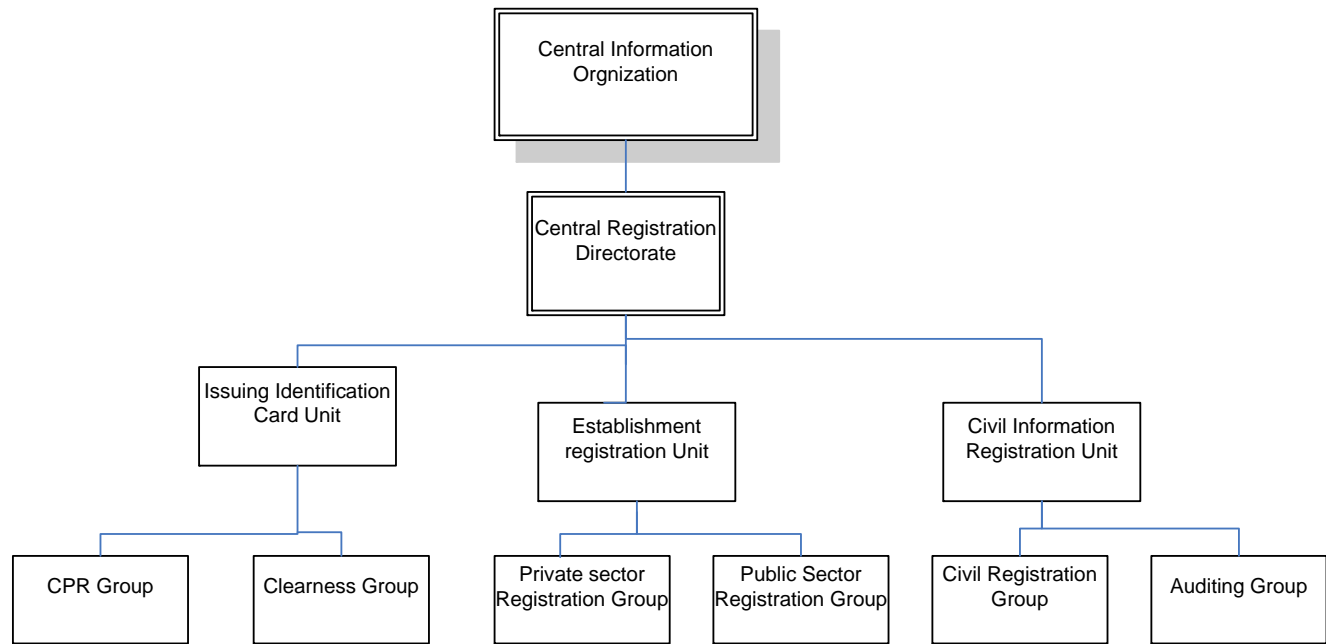 Central Information
Orgnization
Central Registration
Directorate
Issuing Identification
Card Unit
Establishment
registration Unit
Civil Information
Registration Unit
CPR Group
Clearness Group
Private sector
Registration Group
Public Sector
Registration Group
Civil Registration
Group
Auditing Group